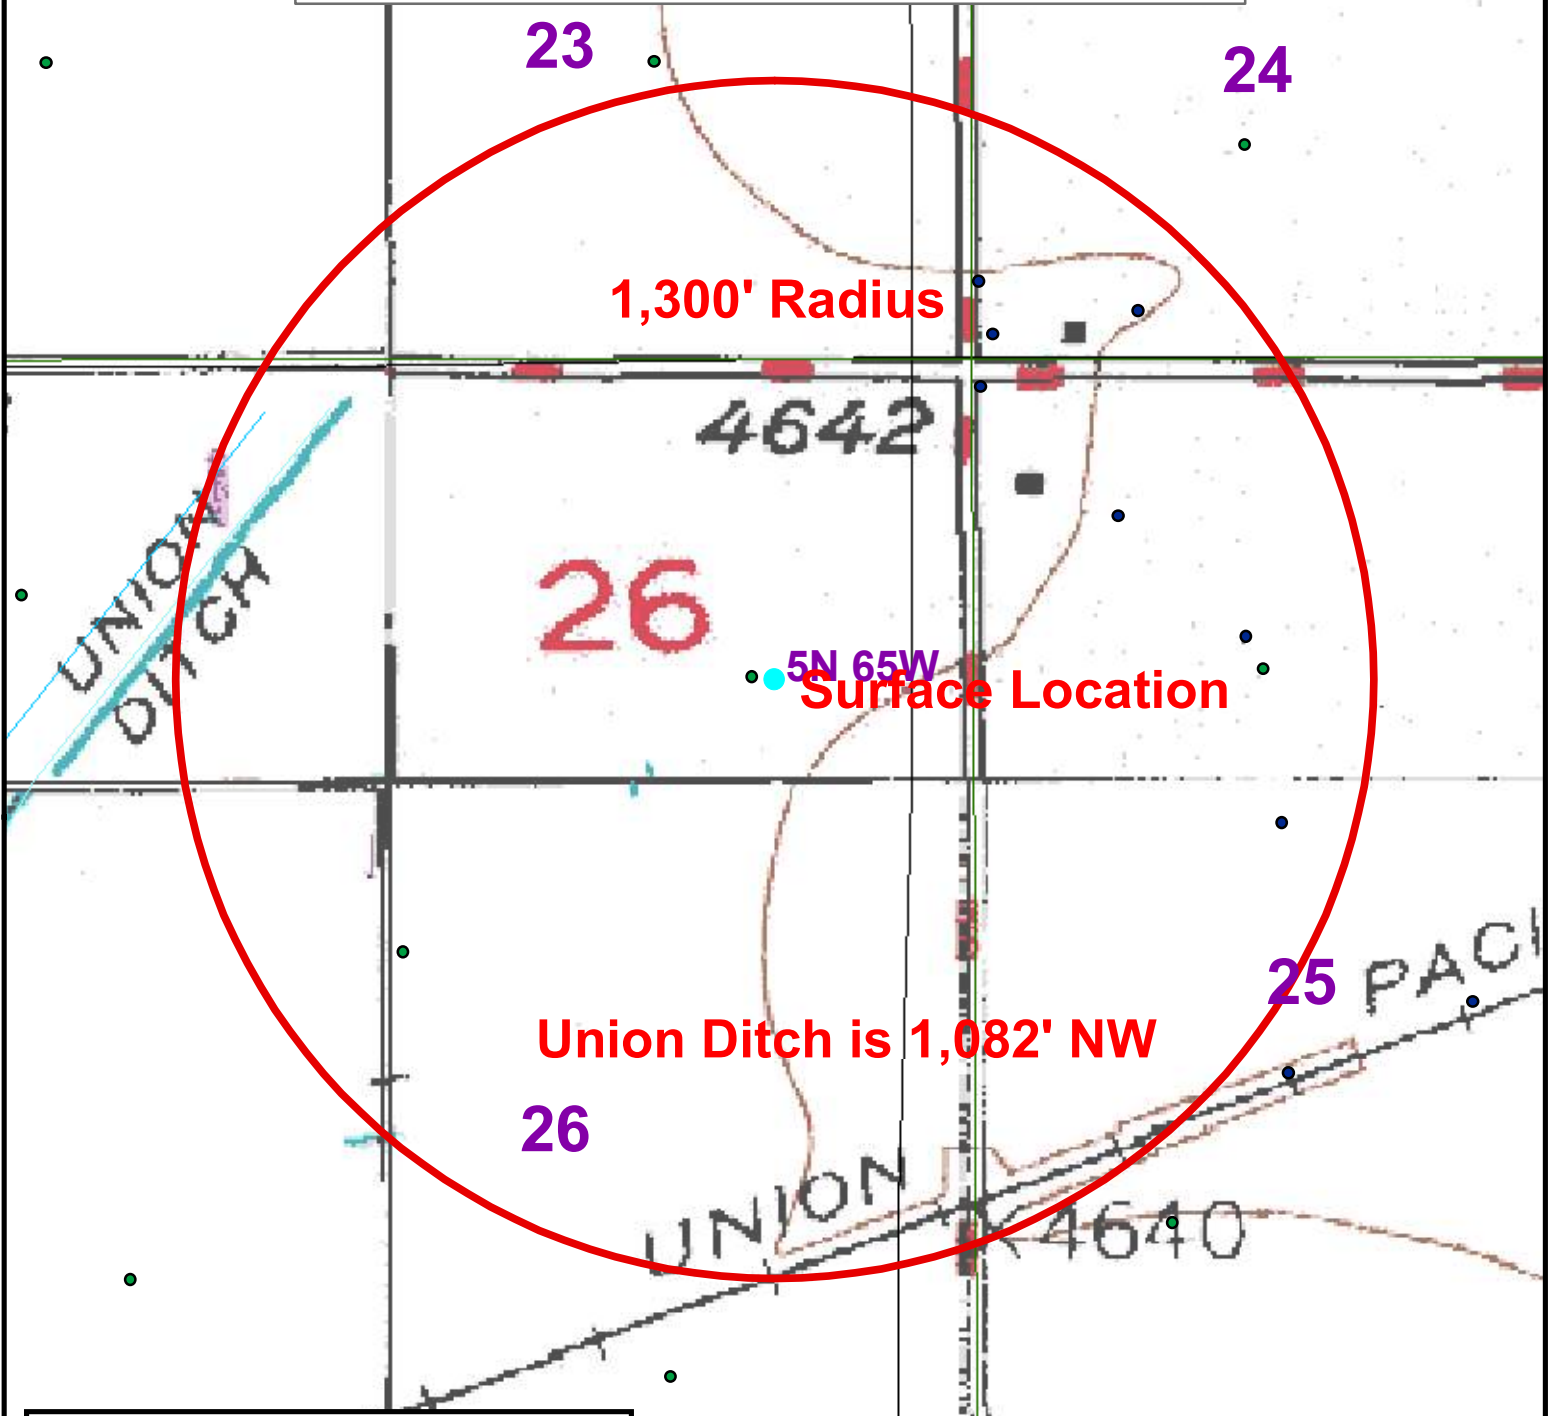 23
24
1,300' Radius
4642
UNION
DITCH
26
5N 65W
Surface Location
25
PACI
Union Ditch is 1,082' NW
26
UNION
4640